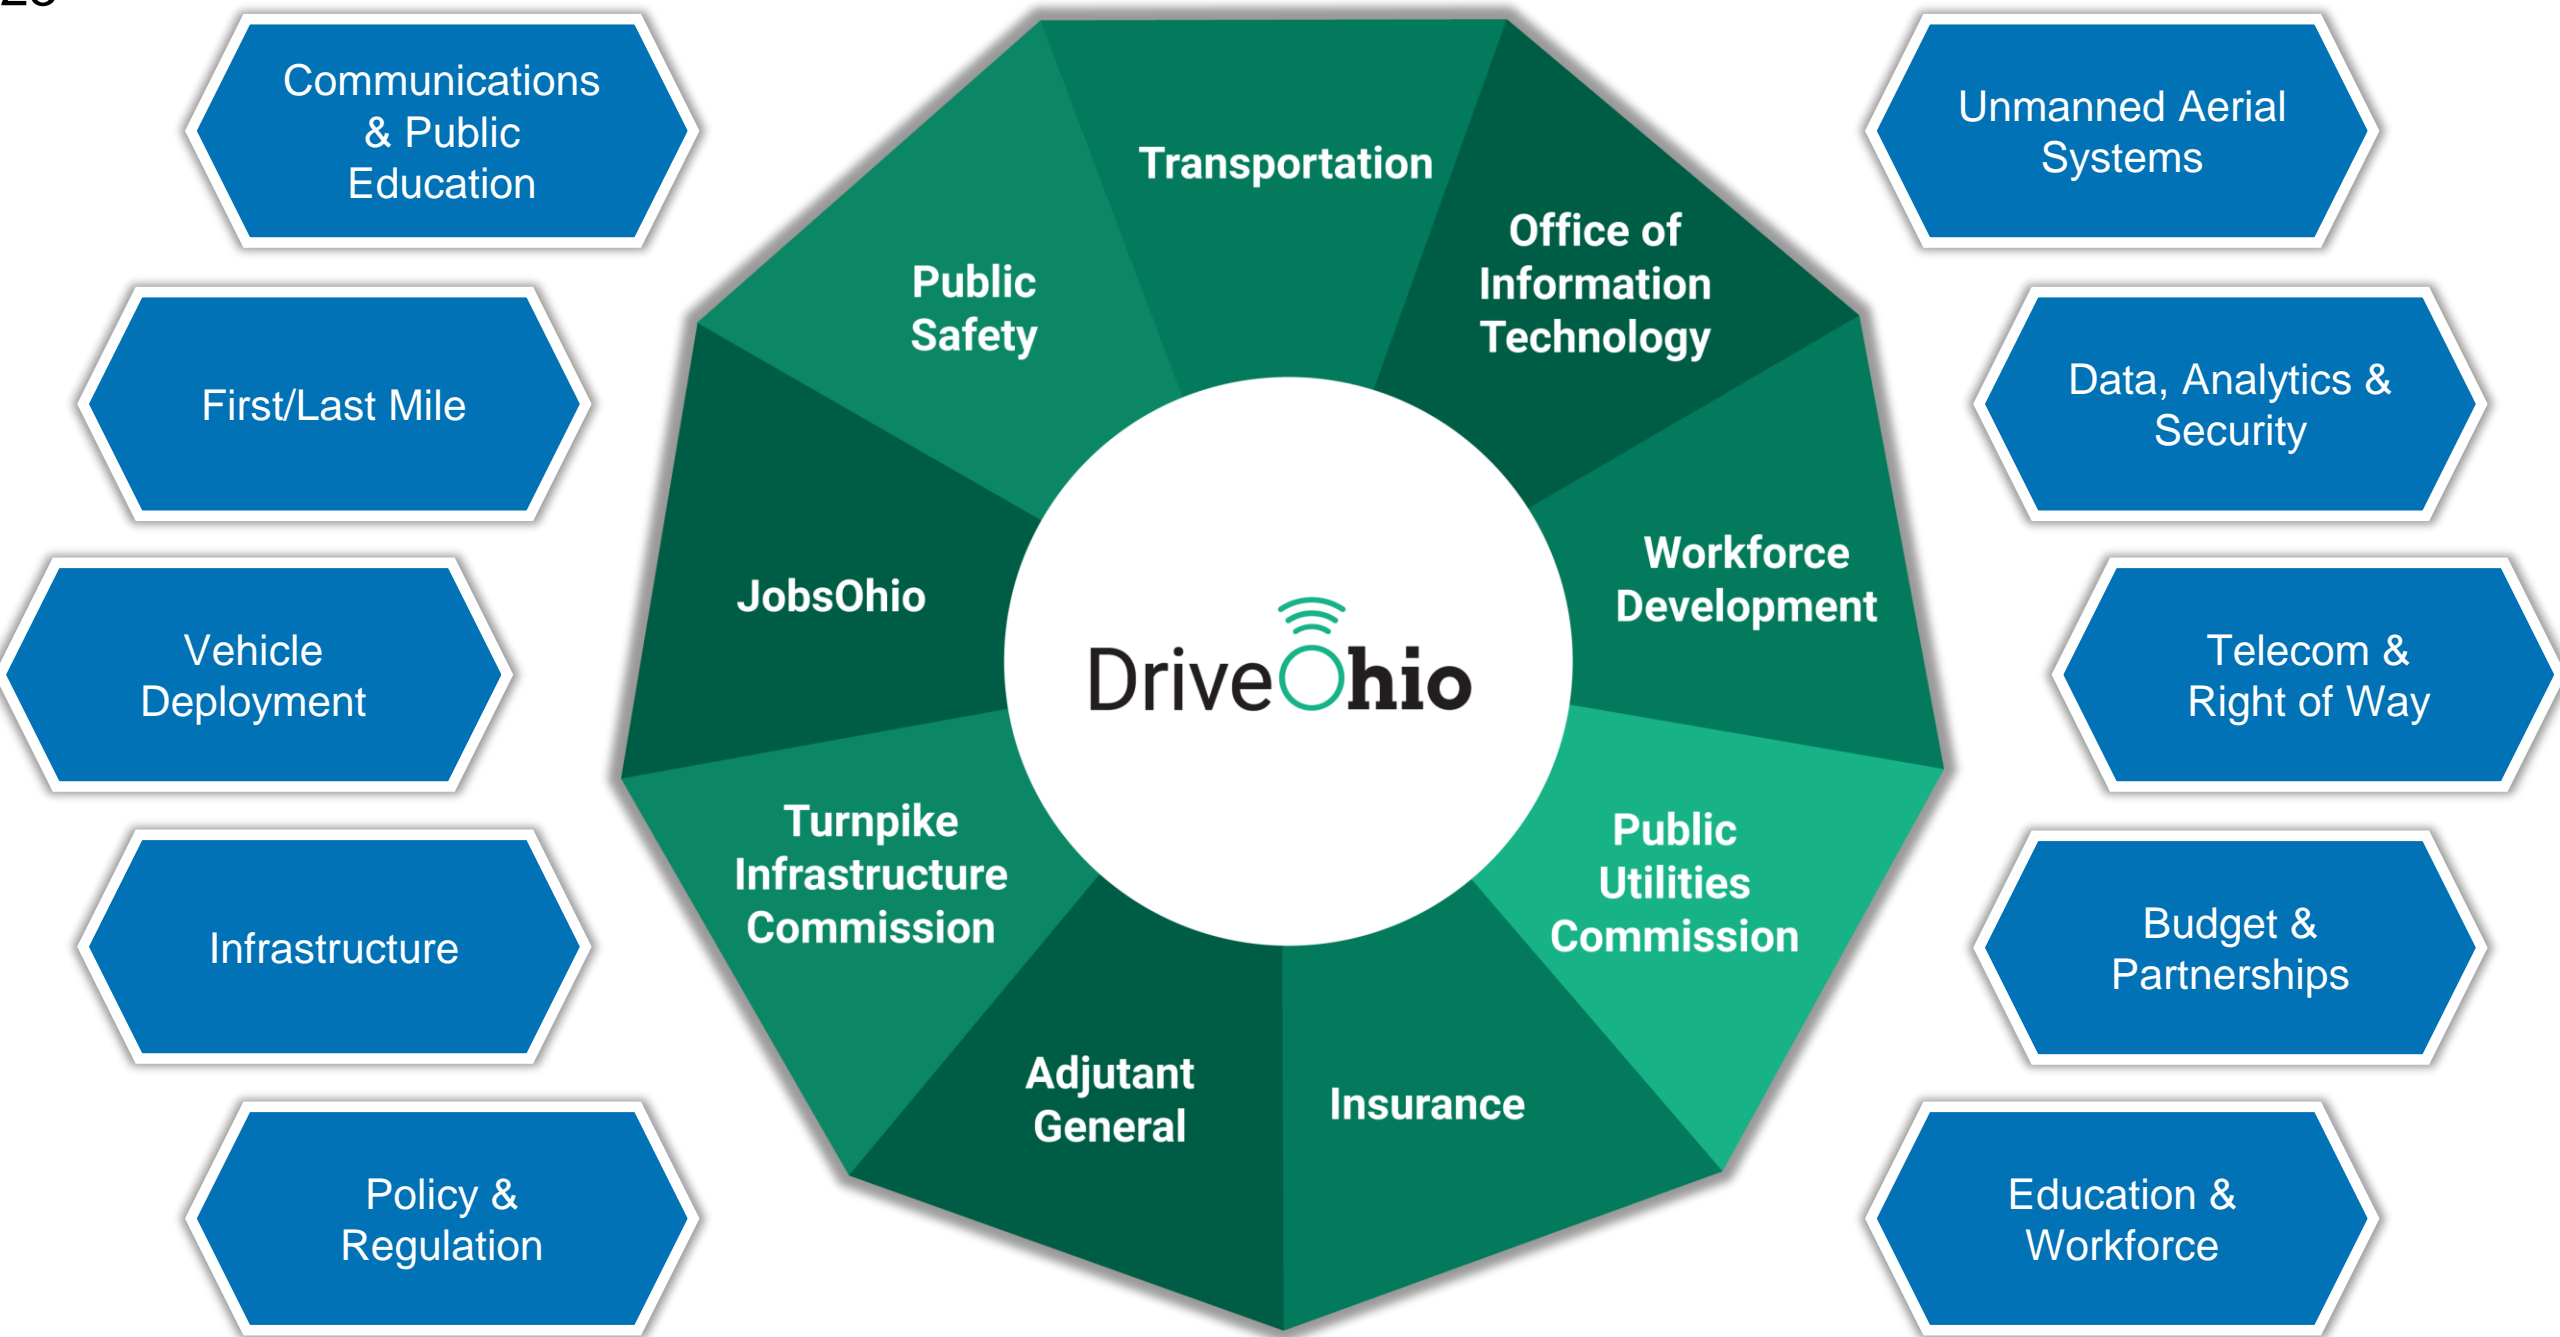 Communications
& Public
Education
First/Last Mile
Vehicle
Deployment
Infrastructure
Policy &
Regulation
Transportation
Office of
Information
Technology
Workforce
Development
Public
Utilities
Commission
Insurance
Adjutant
General
Turnpike
Infrastructure
Commission
JobsOhio
Public
Safety
DriveOhio
Unmanned Aerial
Systems
Data, Analytics &
Security
Telecom &
Right of Way
Budget &
Partnerships
Education &
Workforce